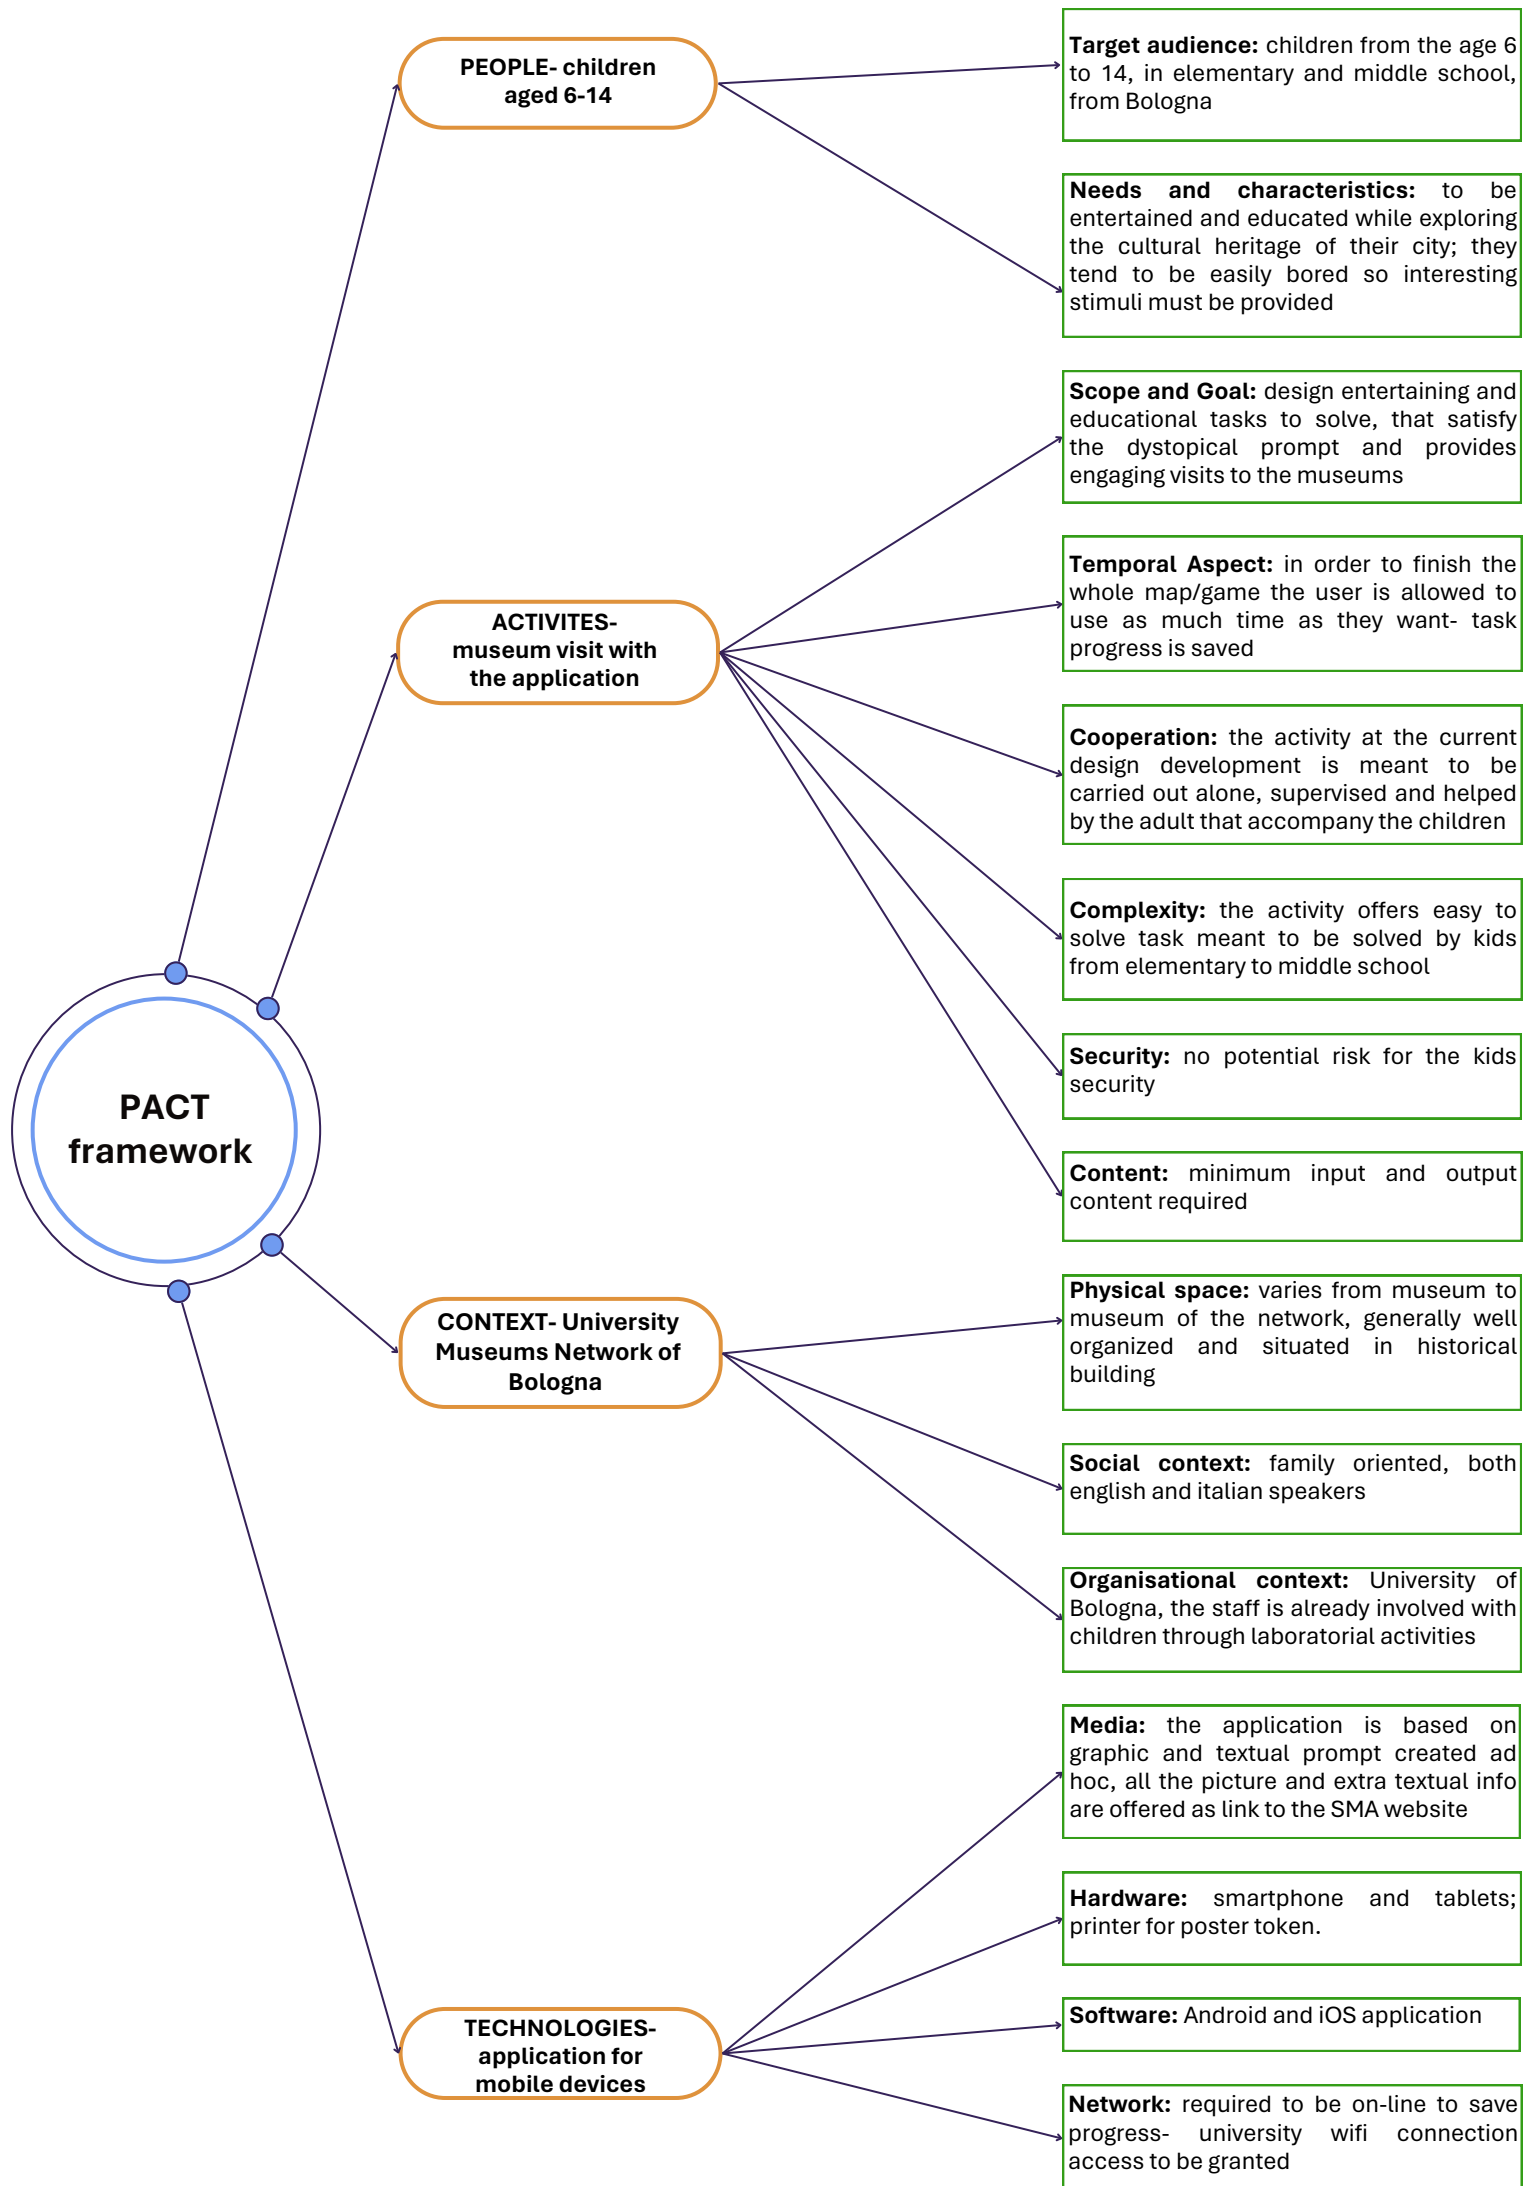 PACT
framework
PEOPLE- children
aged 6-14
Target audience: children from the age 6
to 14, in elementary and middle school,
from Bologna
Needs and characteristics: to be
entertained and educated while exploring
the cultural heritage of their city; they
tend to be easily bored so interesting
stimuli must be provided
ACTIVITES-
museum visit with
the application
Scope and Goal: design entertaining and
educational tasks to solve, that satisfy
the dystopical prompt and provides
engaging visits to the museums
Temporal Aspect: in order to finish the
whole map/game the user is allowed to
use as much time as they want- task
progress is saved
Cooperation: the activity at the current
design development is meant to be
carried out alone, supervised and helped
by the adult that accompany the children
Complexity: the activity offers easy to
solve task meant to be solved by kids
from elementary to middle school
Security: no potential risk for the kids
security
Content: minimum input and output
content required
CONTEXT- University
Museums Network of
Bologna
Physical space: varies from museum to
museum of the network, generally well
organized and situated in historical
building
Social context: family oriented, both
english and italian speakers
Organisational context: University of
Bologna, the staff is already involved with
children through laboratorial activities
TECHNOLOGIES-
application for
mobile devices
Media: the application is based on
graphic and textual prompt created ad
hoc, all the picture and extra textual info
are offered as link to the SMA website
Hardware: smartphone and tablets;
printer for poster token.
Software: Android and iOS application
Network: required to be on-line to save
progress- university wifi connection
access to be granted